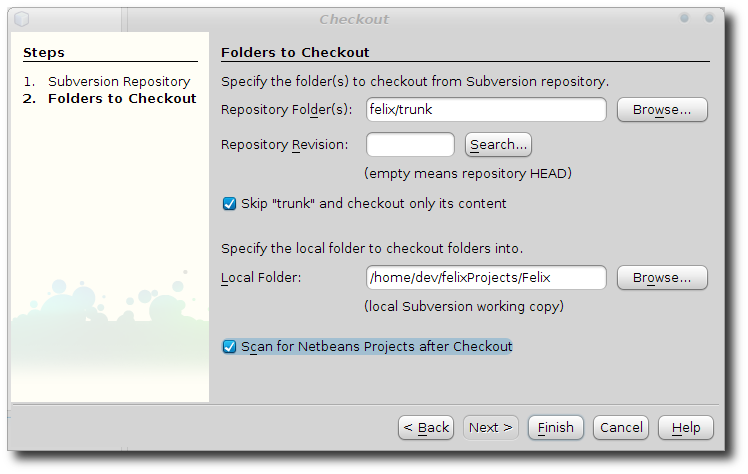 Checkout
Steps
1. Subversion Repository
2. Folders to Checkout
Folders to Checkout
Specify the folder(s) to checkout from Subversion repository.
Repository Folder(s): felix/trunk Browse...
Repository Revision: Search...
(empty means repository HEAD)
Skip "trunk" and checkout only its content
Specify the local folder to checkout folders into.
Local Folder: /home/dev/felixProjects/Felix Browse...
(local Subversion working copy)
Scan for Netbeans Projects after Checkout
< Back Next > Finish Cancel Help